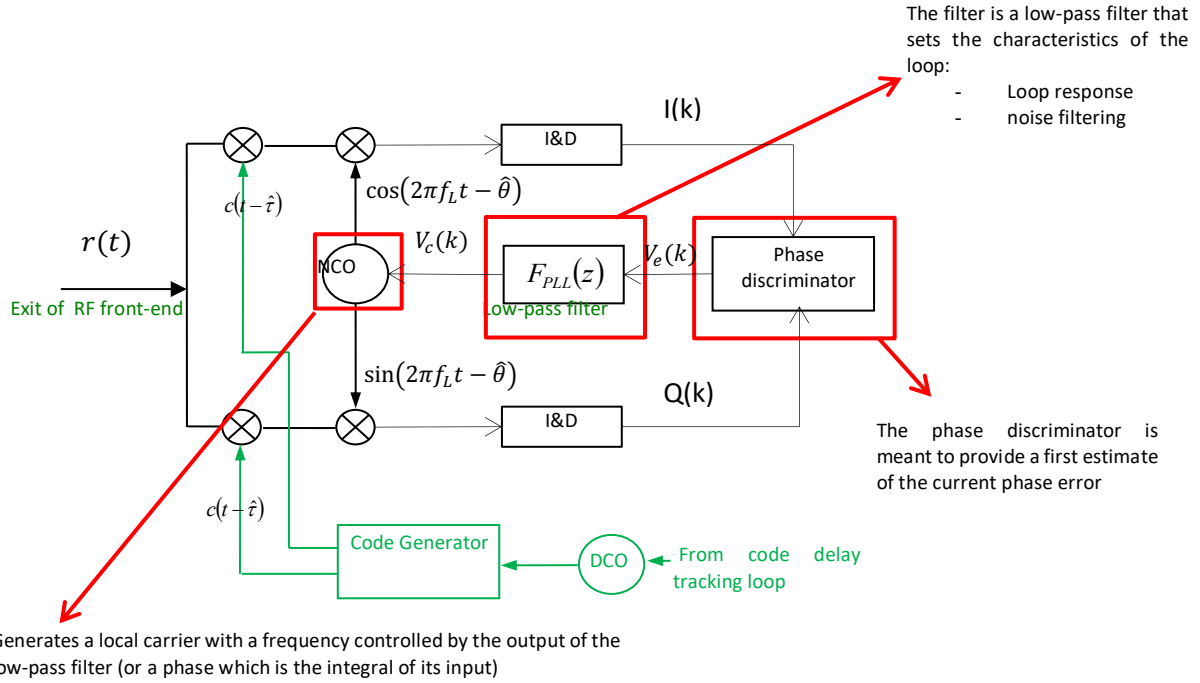 The filter is a low-pass filter that
sets the characteristics of the
loop:
- Loop response
- noise filtering
I(k)
I&D
cos(2πf_L t − θ̂)
c(t − τ̂)
r(t)
V_c(k)
NCO
F_PLL(z)
V_e(k)
Phase
discriminator
Exit of RF front-end
Low-pass filter
sin(2πf_L t − θ̂)
Q(k)
I&D
The phase discriminator is
meant to provide a first estimate
of the current phase error
c(t − τ̂)
Code Generator
DCO
From code delay
tracking loop
Generates a local carrier with a frequency controlled by the output of the
low-pass filter (or a phase which is the integral of its input)